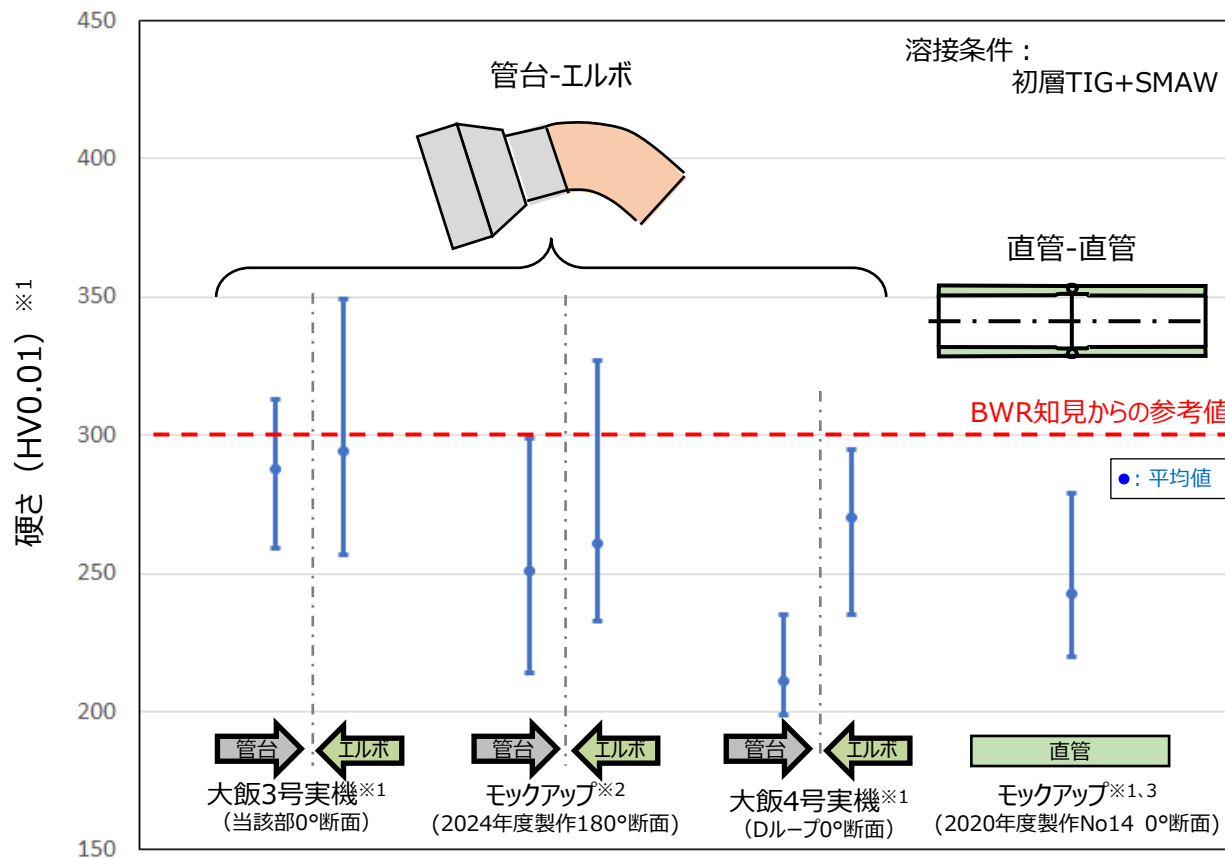 450
400
350
300
250
200
150
硬さ（HV0.01）※1
溶接条件：
初層TIG+SMAW
管台-エルボ
直管-直管
BWR知見からの参考値
●：平均値
管台 エルボ 管台 エルボ 管台 エルボ 直管
大飯3号実機※1
（当該部0°断面）
モックアップ※2
（2024年度製作180°断面）
大飯4号実機※1
（Dループ0°断面）
モックアップ※1、3
（2020年度製作No14 0°断面）